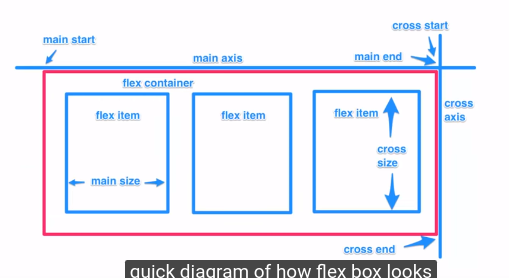 cross start
main start
main axis
main end
flex container
cross
axis
flex item
flex item
flex item
cross
size
main size
cross end
quick diagram of how flex box looks